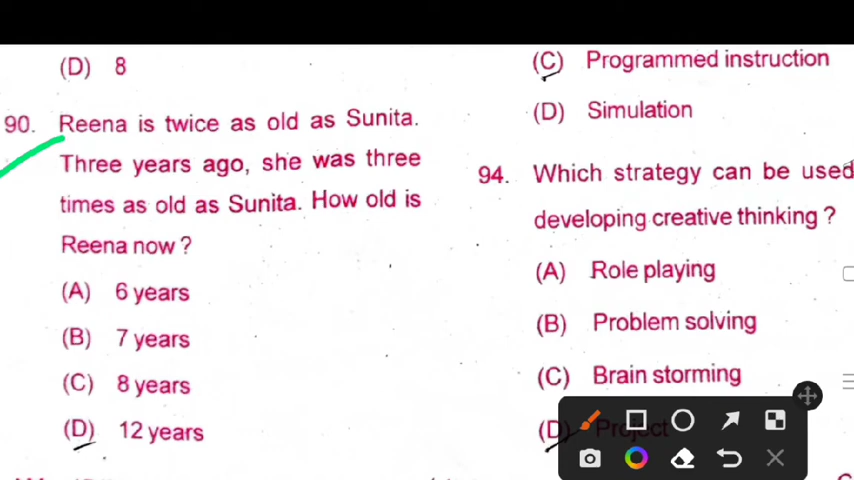 (D) 8
90. Reena is twice as old as Sunita.
Three years ago, she was three
times as old as Sunita. How old is
Reena now ?
(A) 6 years
(B) 7 years
(C) 8 years
(D) 12 years
(C) Programmed instruction
(D) Simulation
94. Which strategy can be used
developing creative thinking ?
(A) Role playing
(B) Problem solving
(C) Brain storming
(D) Project